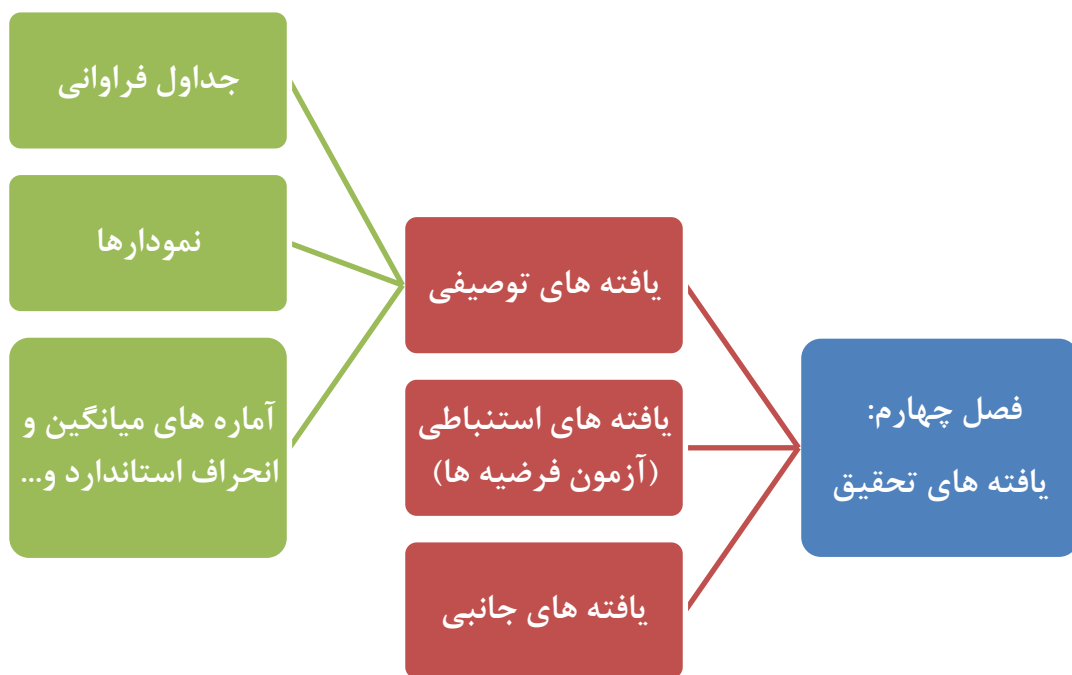 فصل چهارم:
یافته های تحقیق
یافته های توصیفی
یافته های استنباطی
(آزمون فرضیه ها)
یافته های جانبی
جداول فراوانی
نمودارها
آماره های میانگین و
انحراف استاندارد و...